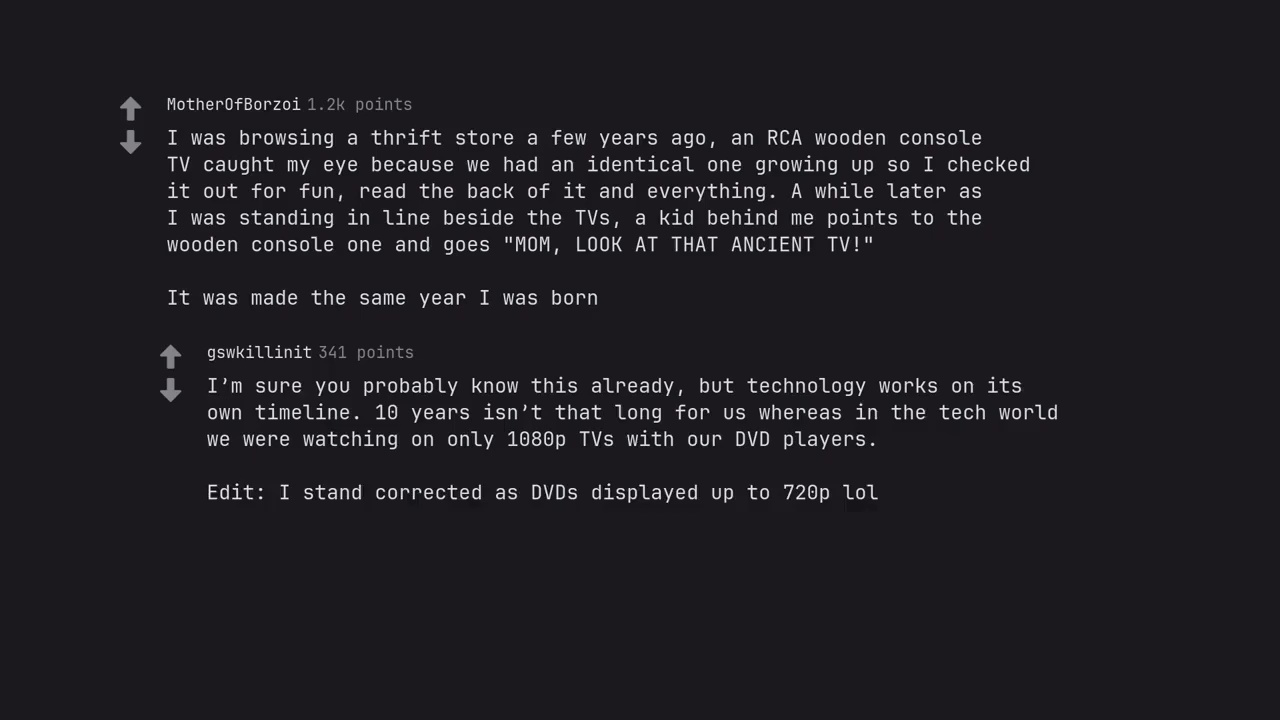 MotherOfBorzoi 1.2k points
I was browsing a thrift store a few years ago, an RCA wooden console
TV caught my eye because we had an identical one growing up so I checked
it out for fun, read the back of it and everything. A while later as
I was standing in line beside the TVs, a kid behind me points to the
wooden console one and goes "MOM, LOOK AT THAT ANCIENT TV!"
It was made the same year I was born
gswkillinit 341 points
I’m sure you probably know this already, but technology works on its
own timeline. 10 years isn’t that long for us whereas in the tech world
we were watching on only 1080p TVs with our DVD players.
Edit: I stand corrected as DVDs displayed up to 720p lol